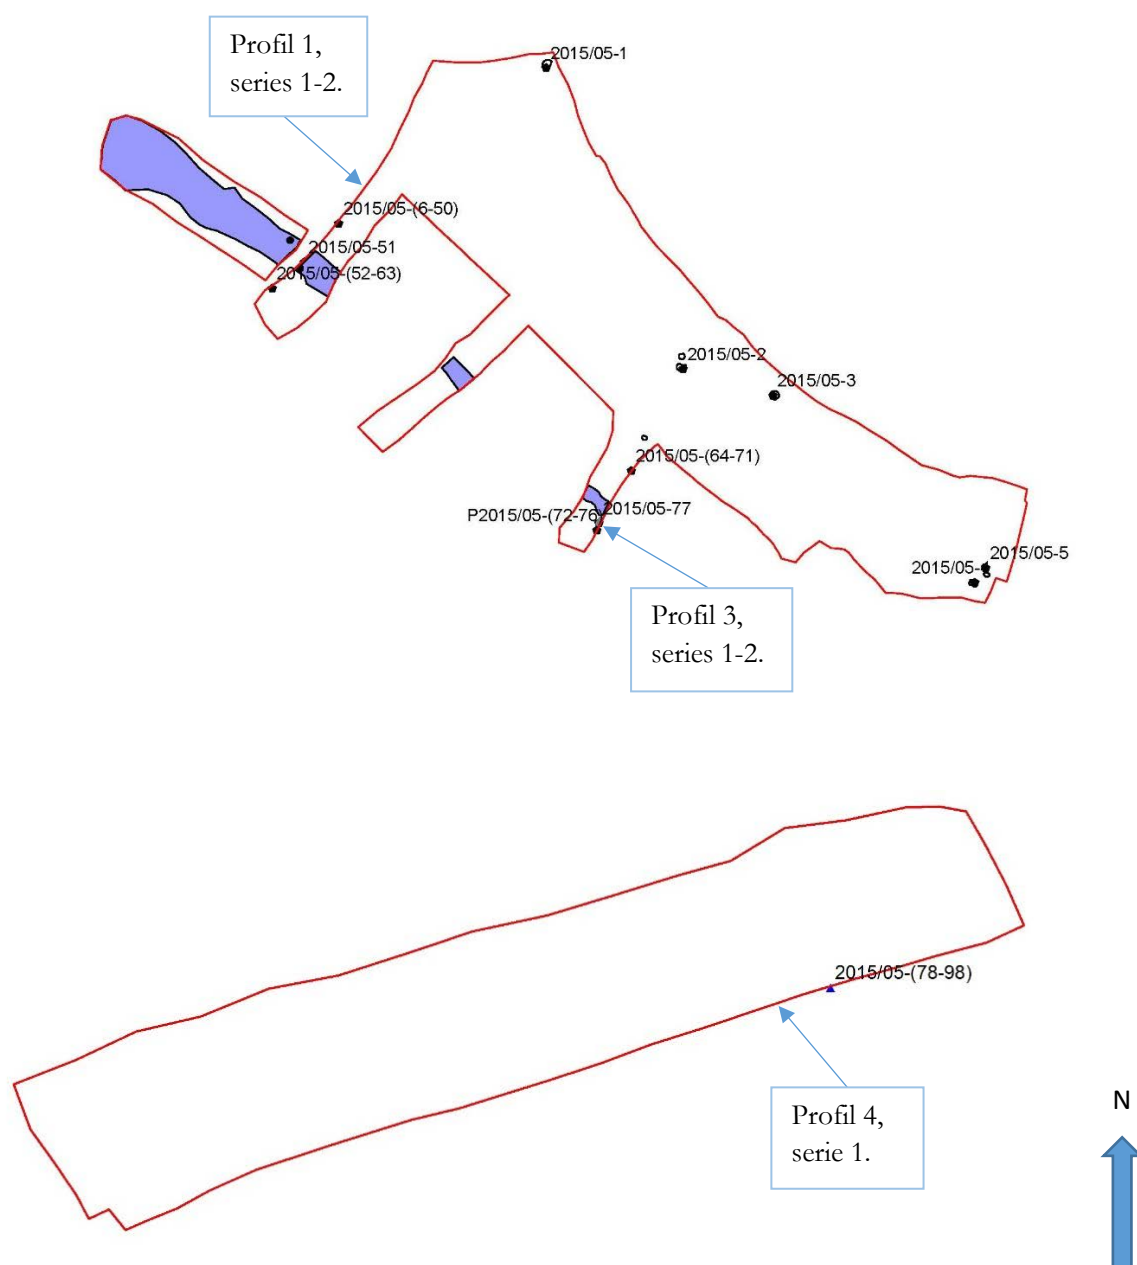 Profil 1,
series 1-2.
2015/05-1
2015/05-(6-50)
2015/05-51
2015/05-(52-63)
2015/05-2
2015/05-3
2015/05-(64-71)
P2015/05-(72-76)
2015/05-77
2015/05-5
2015/05-
Profil 3,
series 1-2.
2015/05-(78-98)
Profil 4,
serie 1.
N